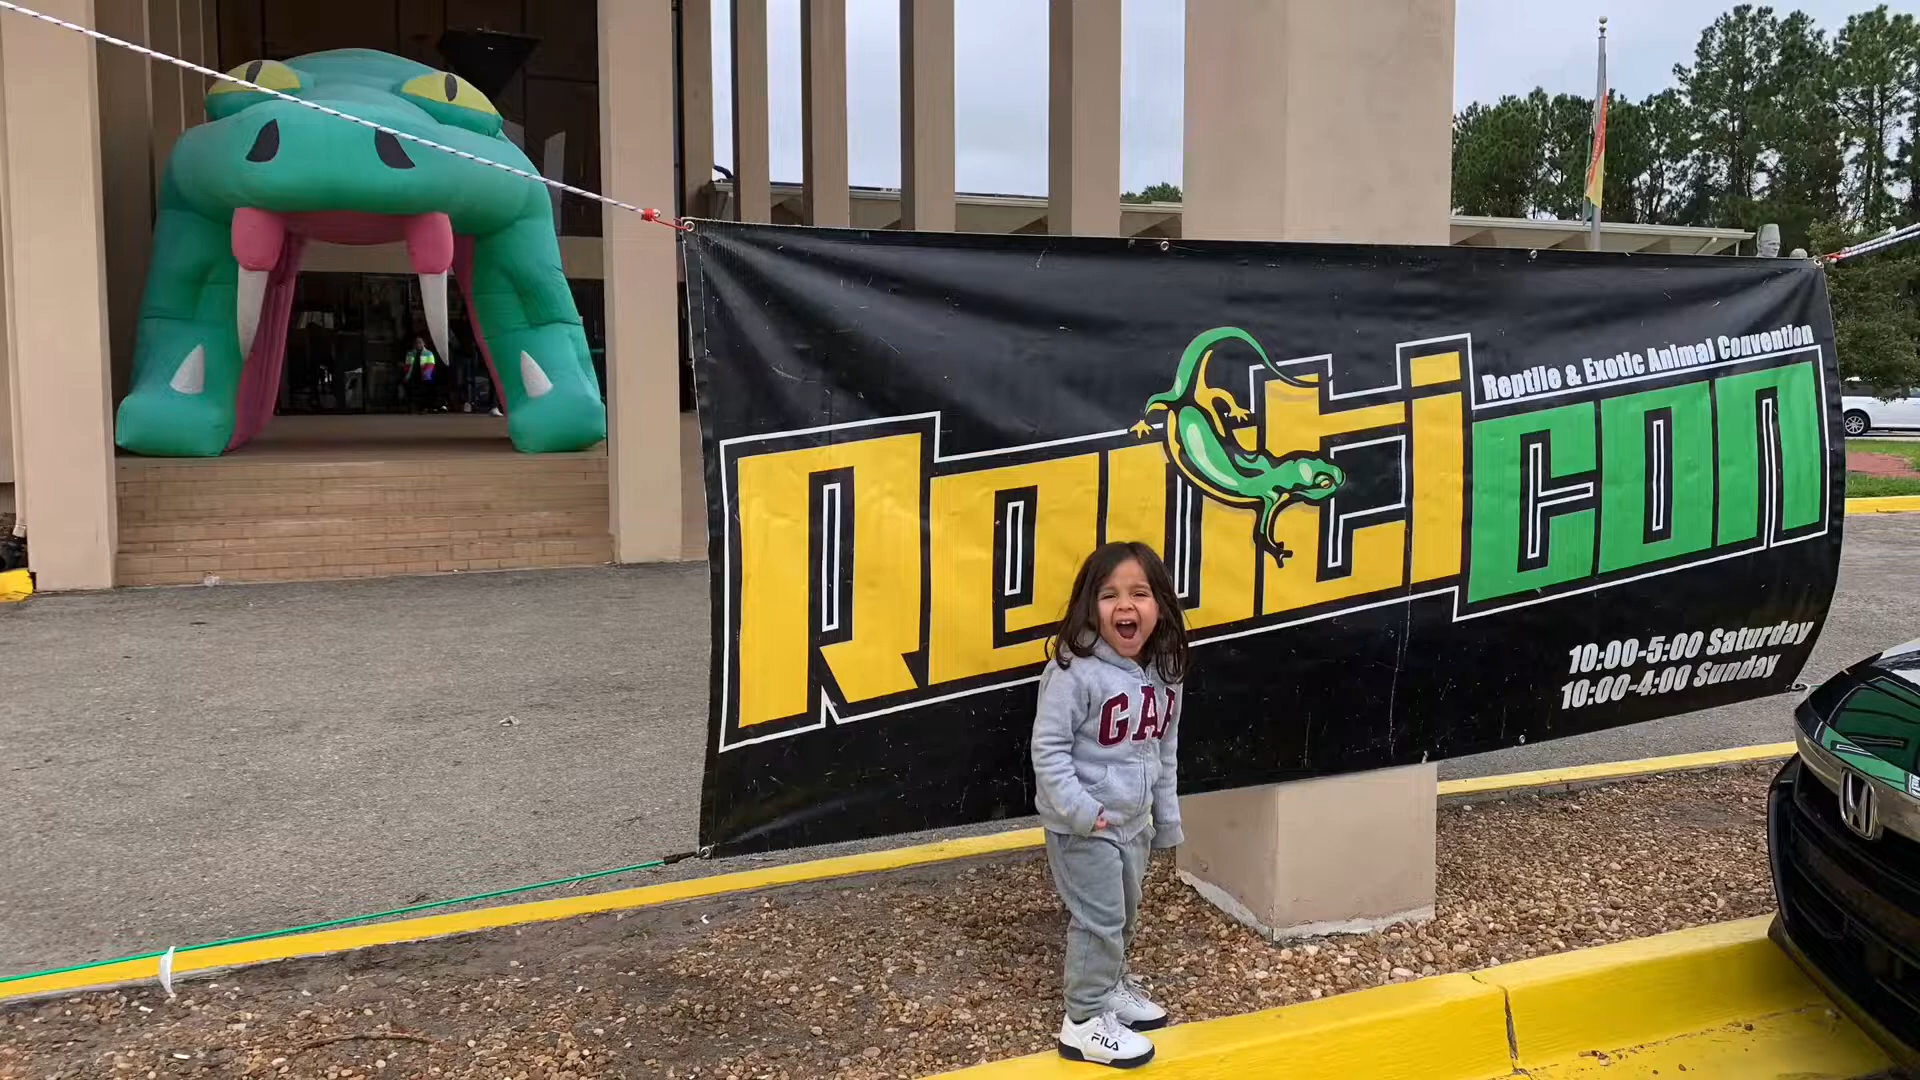 Reptile & Exotic Animal Convention
Repticon
10:00-5:00 Saturday
10:00-4:00 Sunday
GAP
FILA